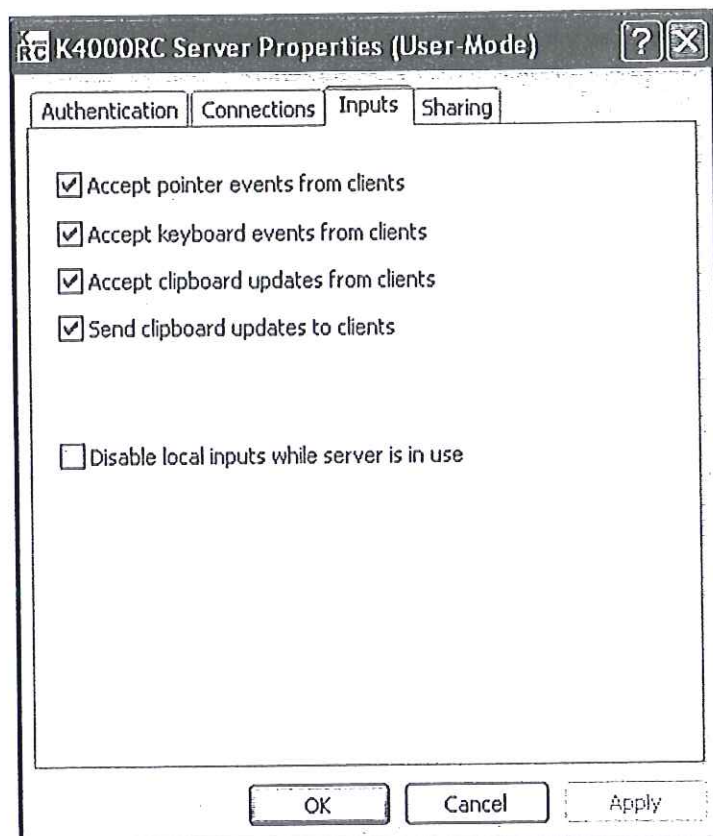 K
RC K4000RC Server Properties (User-Mode) ? X
Authentication Connections Inputs Sharing
Accept pointer events from clients
Accept keyboard events from clients
Accept clipboard updates from clients
Send clipboard updates to clients
Disable local inputs while server is in use
OK Cancel Apply